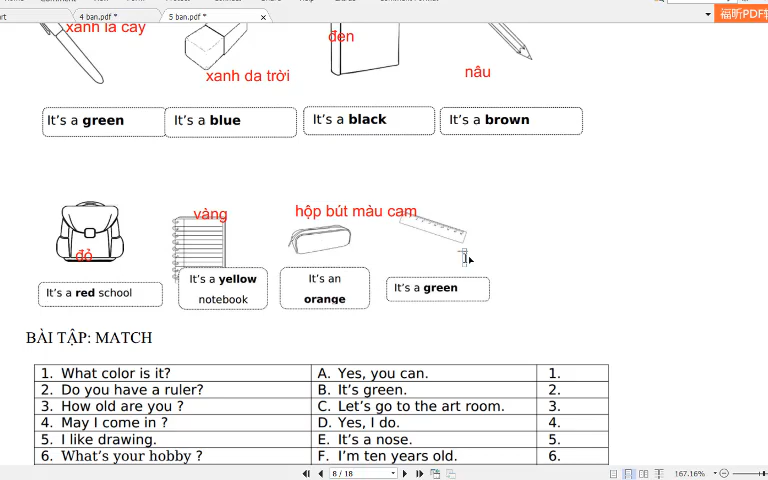 4 ban.pdf *
5 ban.pdf *
xanh lá cây
xanh da trời
đen
nâu
It's a green
It's a blue
It's a black
It's a brown
vàng
hộp bút màu cam
đỏ
It's a red school
It's a yellow
notebook
It's an
orange
It's a green
BÀI TẬP: MATCH
1. What color is it? A. Yes, you can. 1.
2. Do you have a ruler? B. It's green. 2.
3. How old are you ? C. Let's go to the art room. 3.
4. May I come in ? D. Yes, I do. 4.
5. I like drawing. E. It's a nose. 5.
6. What's your hobby ? F. I'm ten years old. 6.
8 / 18
167.16%